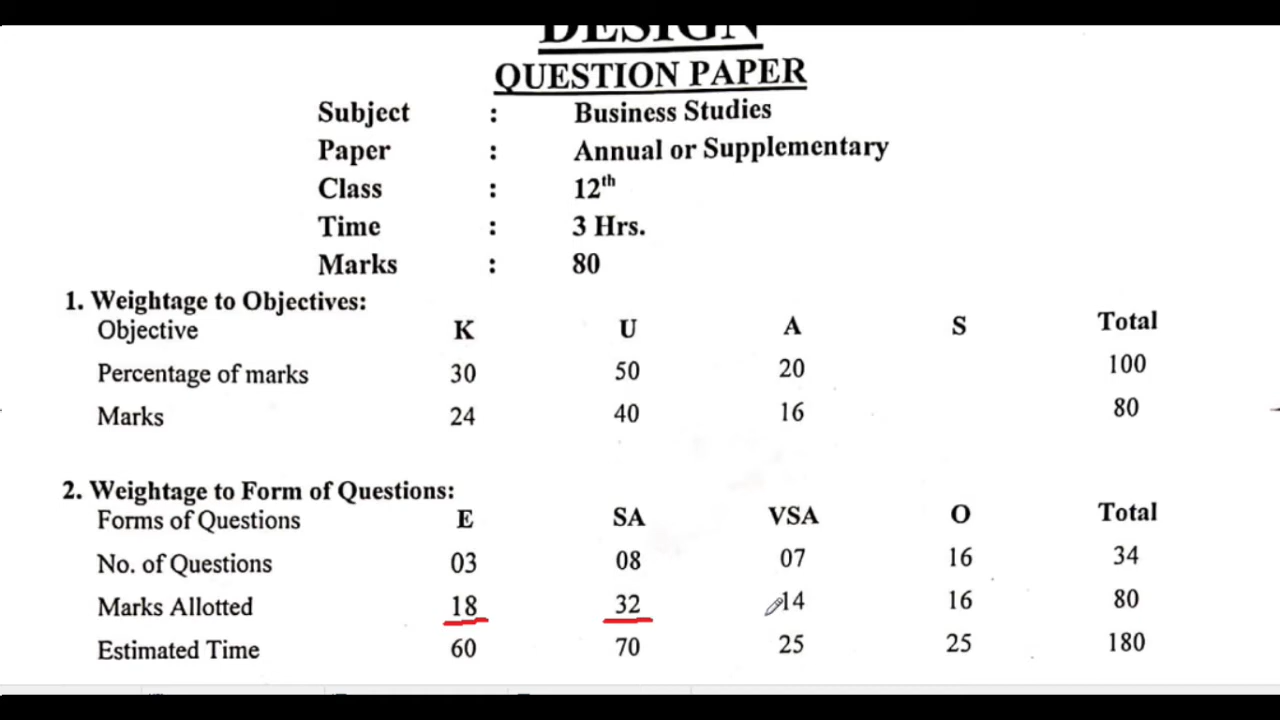 DESIGN
QUESTION PAPER
Subject : Business Studies
Paper : Annual or Supplementary
Class : 12th
Time : 3 Hrs.
Marks : 80
1. Weightage to Objectives:
Objective K U A S Total
Percentage of marks 30 50 20 100
Marks 24 40 16 80
2. Weightage to Form of Questions:
Forms of Questions E SA VSA O Total
No. of Questions 03 08 07 16 34
Marks Allotted 18 32 14 16 80
Estimated Time 60 70 25 25 180